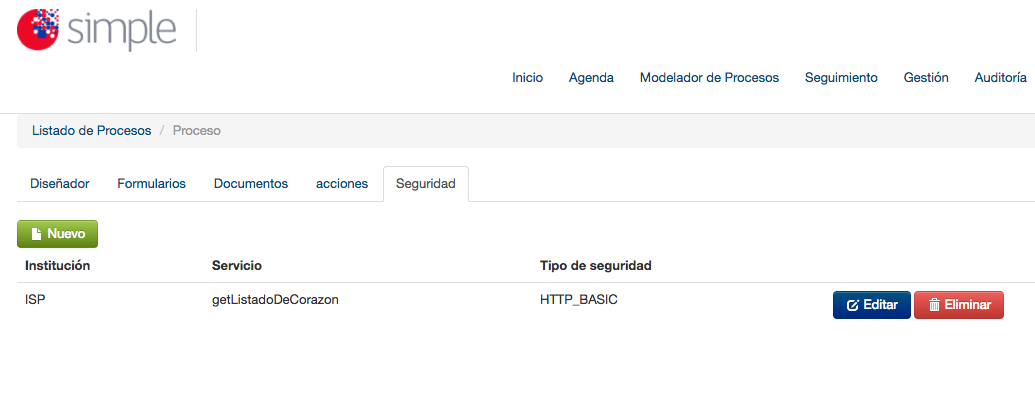 simple
Inicio Agenda Modelador de Procesos Seguimiento Gestión Auditoría
Listado de Procesos / Proceso
Diseñador Formularios Documentos acciones Seguridad
Nuevo
Institución Servicio Tipo de seguridad
ISP getListadoDeCorazon HTTP_BASIC Editar Eliminar